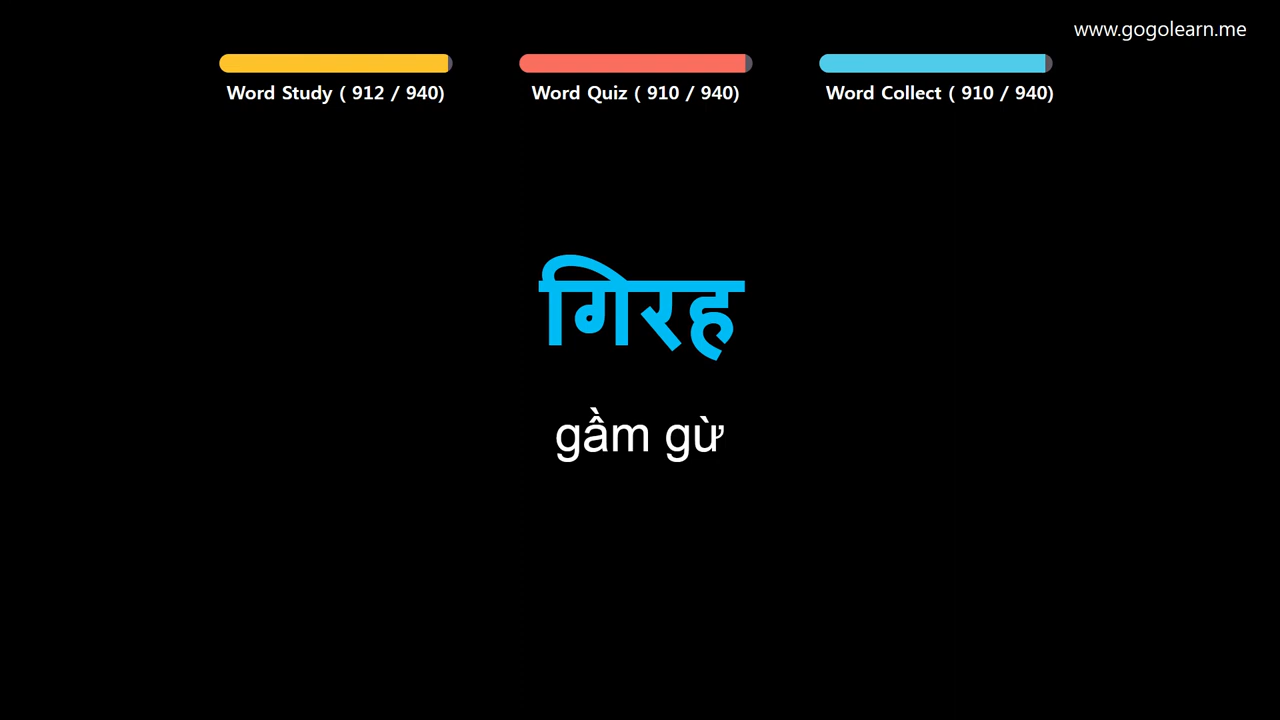 www.gogolearn.me
Word Study ( 912 / 940)
Word Quiz ( 910 / 940)
Word Collect ( 910 / 940)
गिरह
gầm gừ